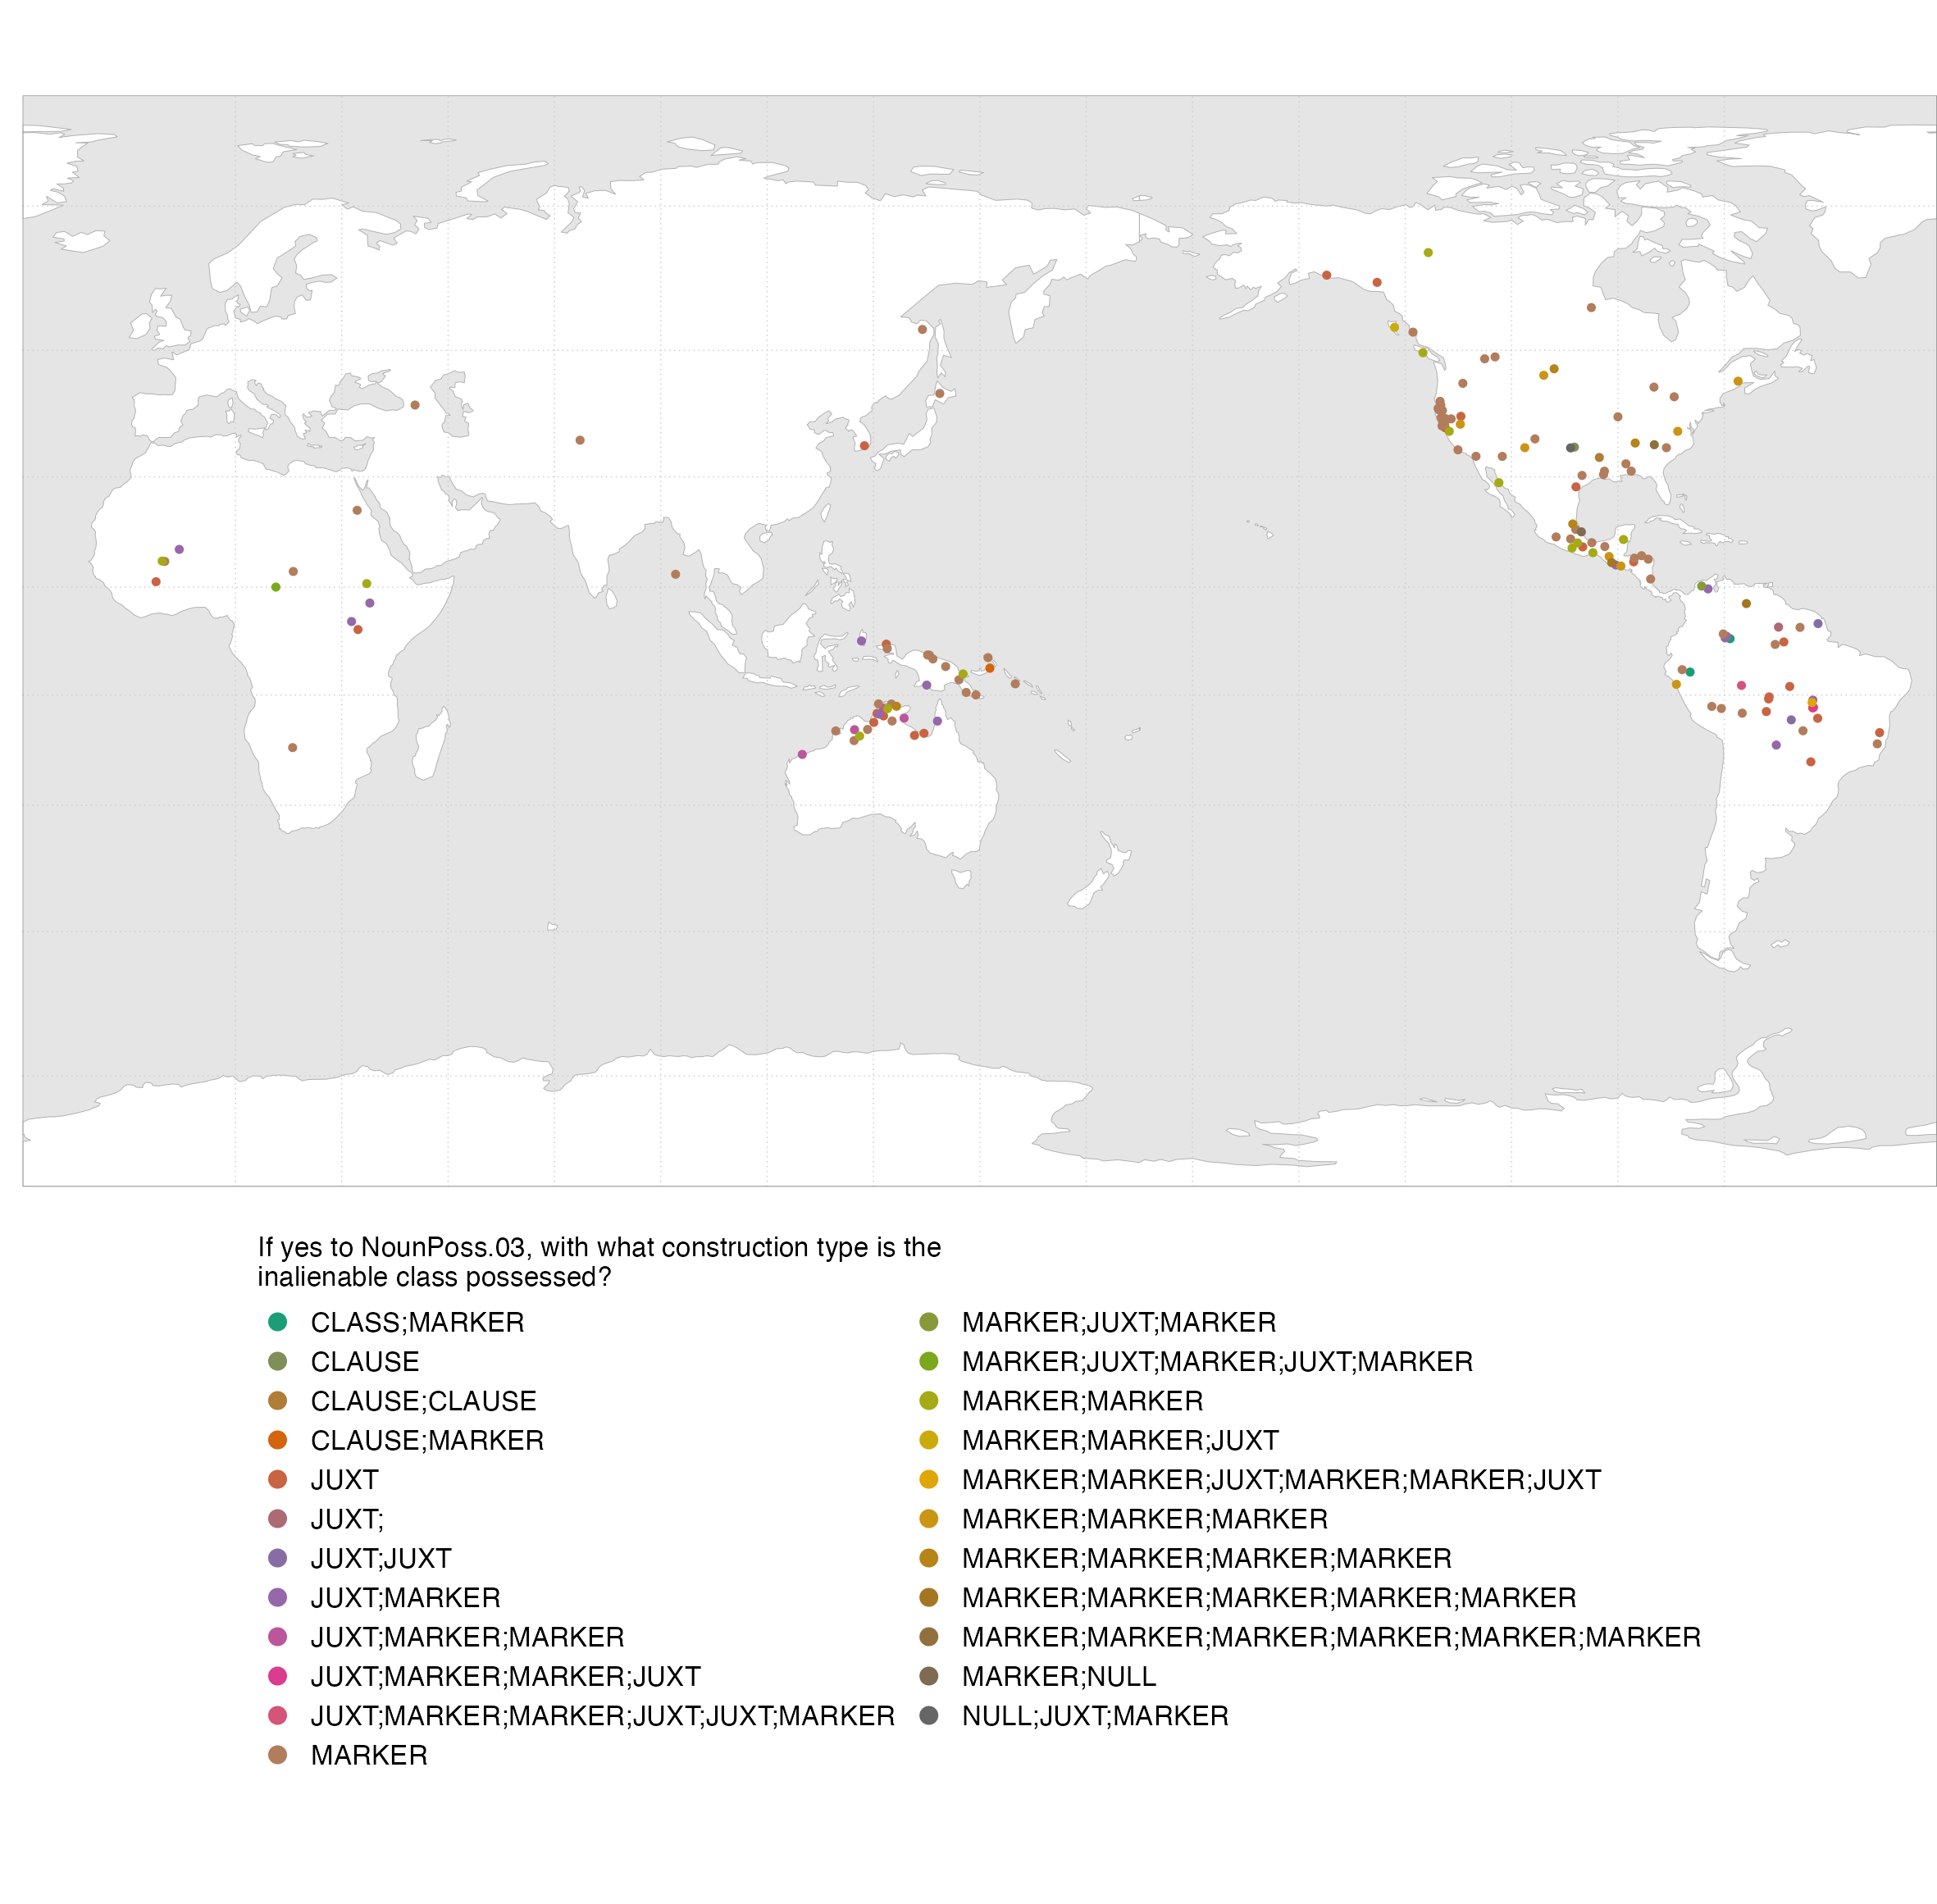 If yes to NounPoss.03, with what construction type is the
inalienable class possessed?
CLASS;MARKER
CLAUSE
CLAUSE;CLAUSE
CLAUSE;MARKER
JUXT
JUXT;
JUXT;JUXT
JUXT;MARKER
JUXT;MARKER;MARKER
JUXT;MARKER;MARKER;JUXT
JUXT;MARKER;MARKER;JUXT;JUXT;MARKER
MARKER
MARKER;JUXT;MARKER
MARKER;JUXT;MARKER;JUXT;MARKER
MARKER;MARKER
MARKER;MARKER;JUXT
MARKER;MARKER;JUXT;MARKER;MARKER;JUXT
MARKER;MARKER;MARKER
MARKER;MARKER;MARKER;MARKER
MARKER;MARKER;MARKER;MARKER;MARKER
MARKER;MARKER;MARKER;MARKER;MARKER;MARKER
MARKER;NULL
NULL;JUXT;MARKER